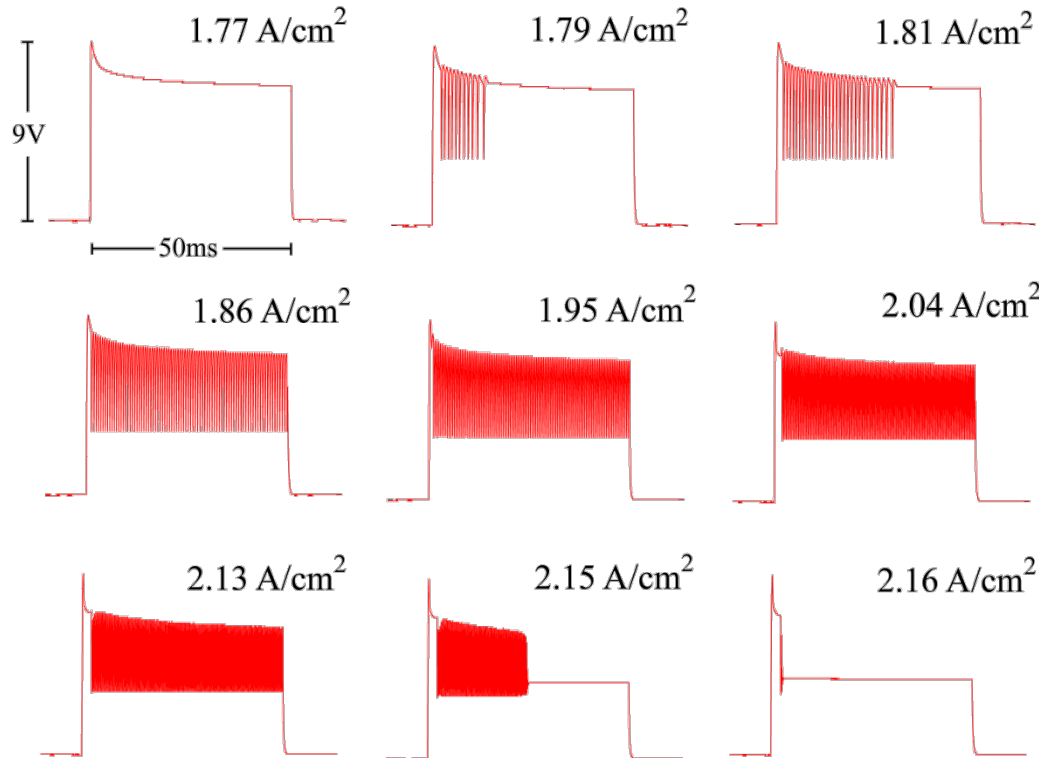 1.77 A/cm²
1.79 A/cm²
1.81 A/cm²
9V
50ms
1.86 A/cm²
1.95 A/cm²
2.04 A/cm²
2.13 A/cm²
2.15 A/cm²
2.16 A/cm²